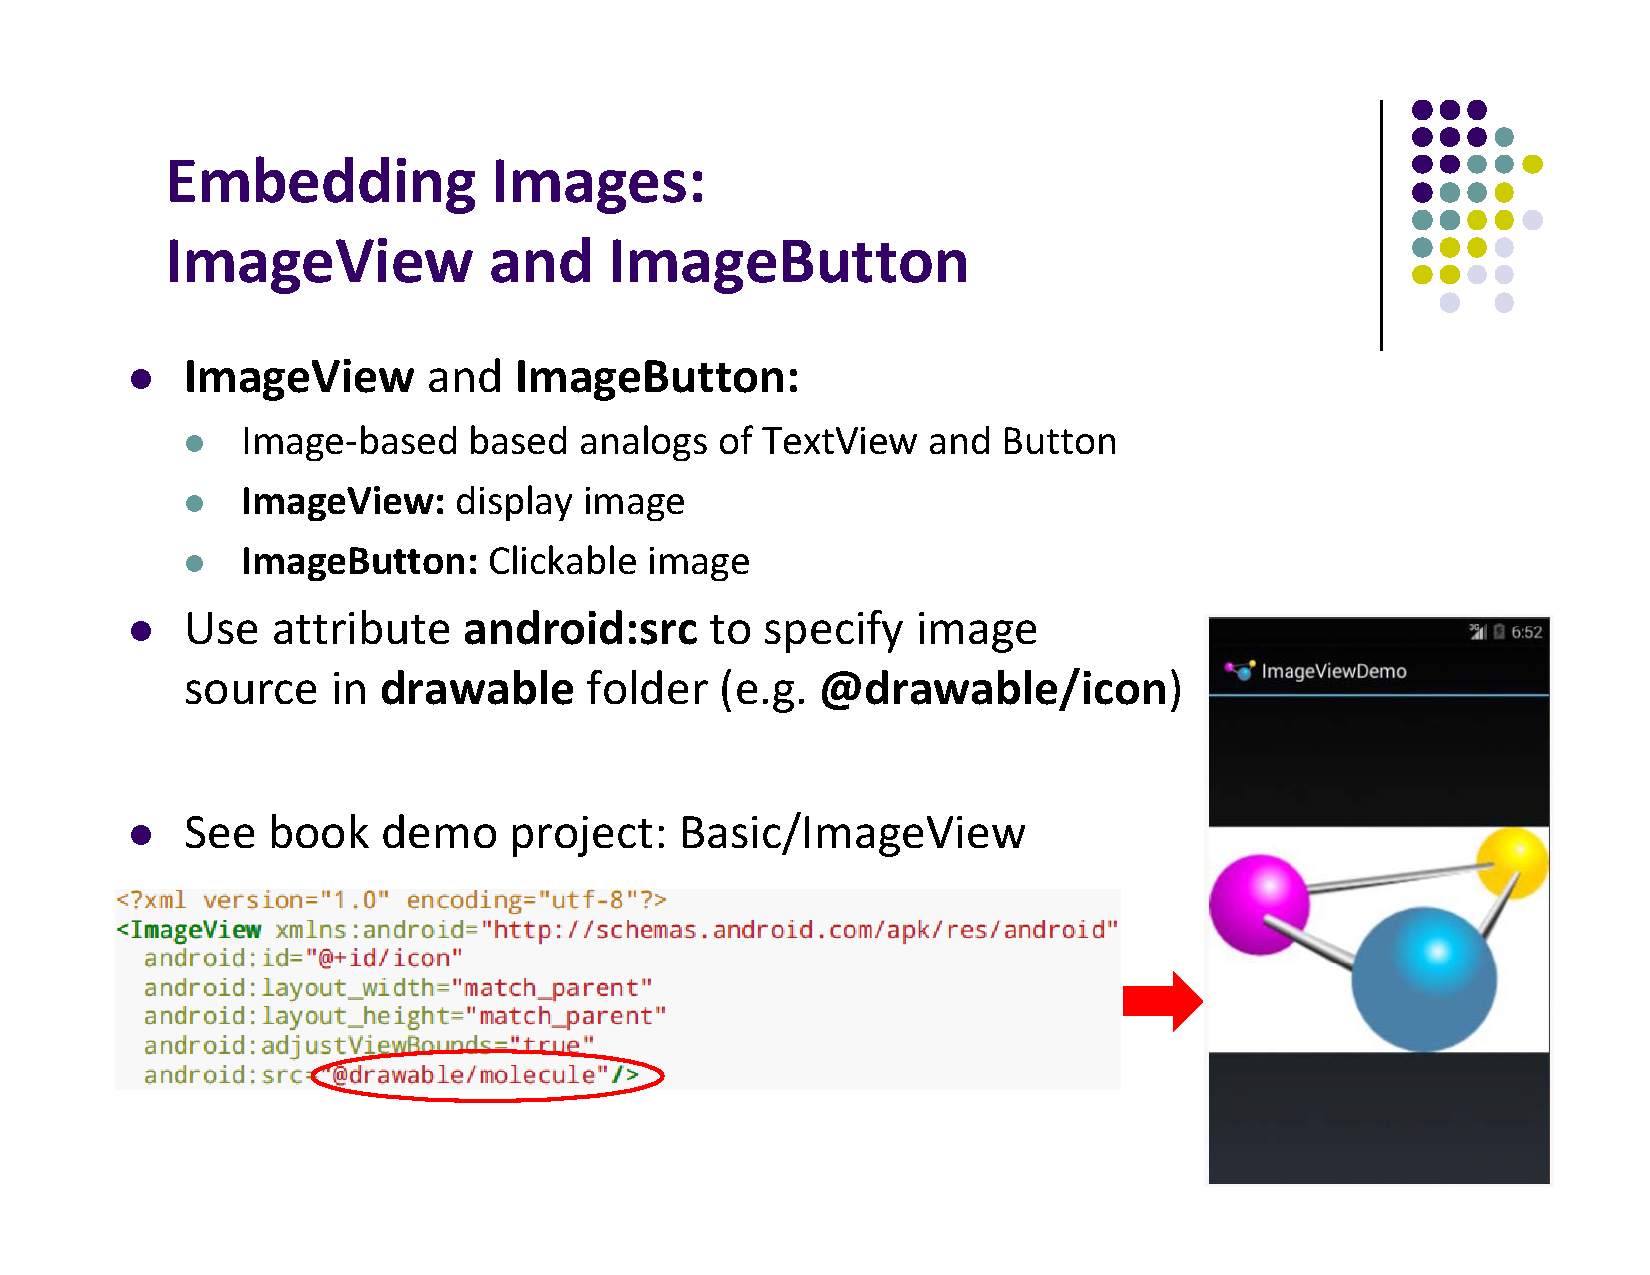 Embedding Images:
ImageView and ImageButton
ImageView and ImageButton:
Image-based based analogs of TextView and Button
ImageView: display image
ImageButton: Clickable image
Use attribute android:src to specify image
source in drawable folder (e.g. @drawable/icon)
See book demo project: Basic/ImageView
<?xml version="1.0" encoding="utf-8"?>
<ImageView xmlns:android="http://schemas.android.com/apk/res/android"
android:id="@+id/icon"
android:layout_width="match_parent"
android:layout_height="match_parent"
android:adjustViewBounds="true"
android:src="@drawable/molecule"/>
3G 6:52
ImageViewDemo